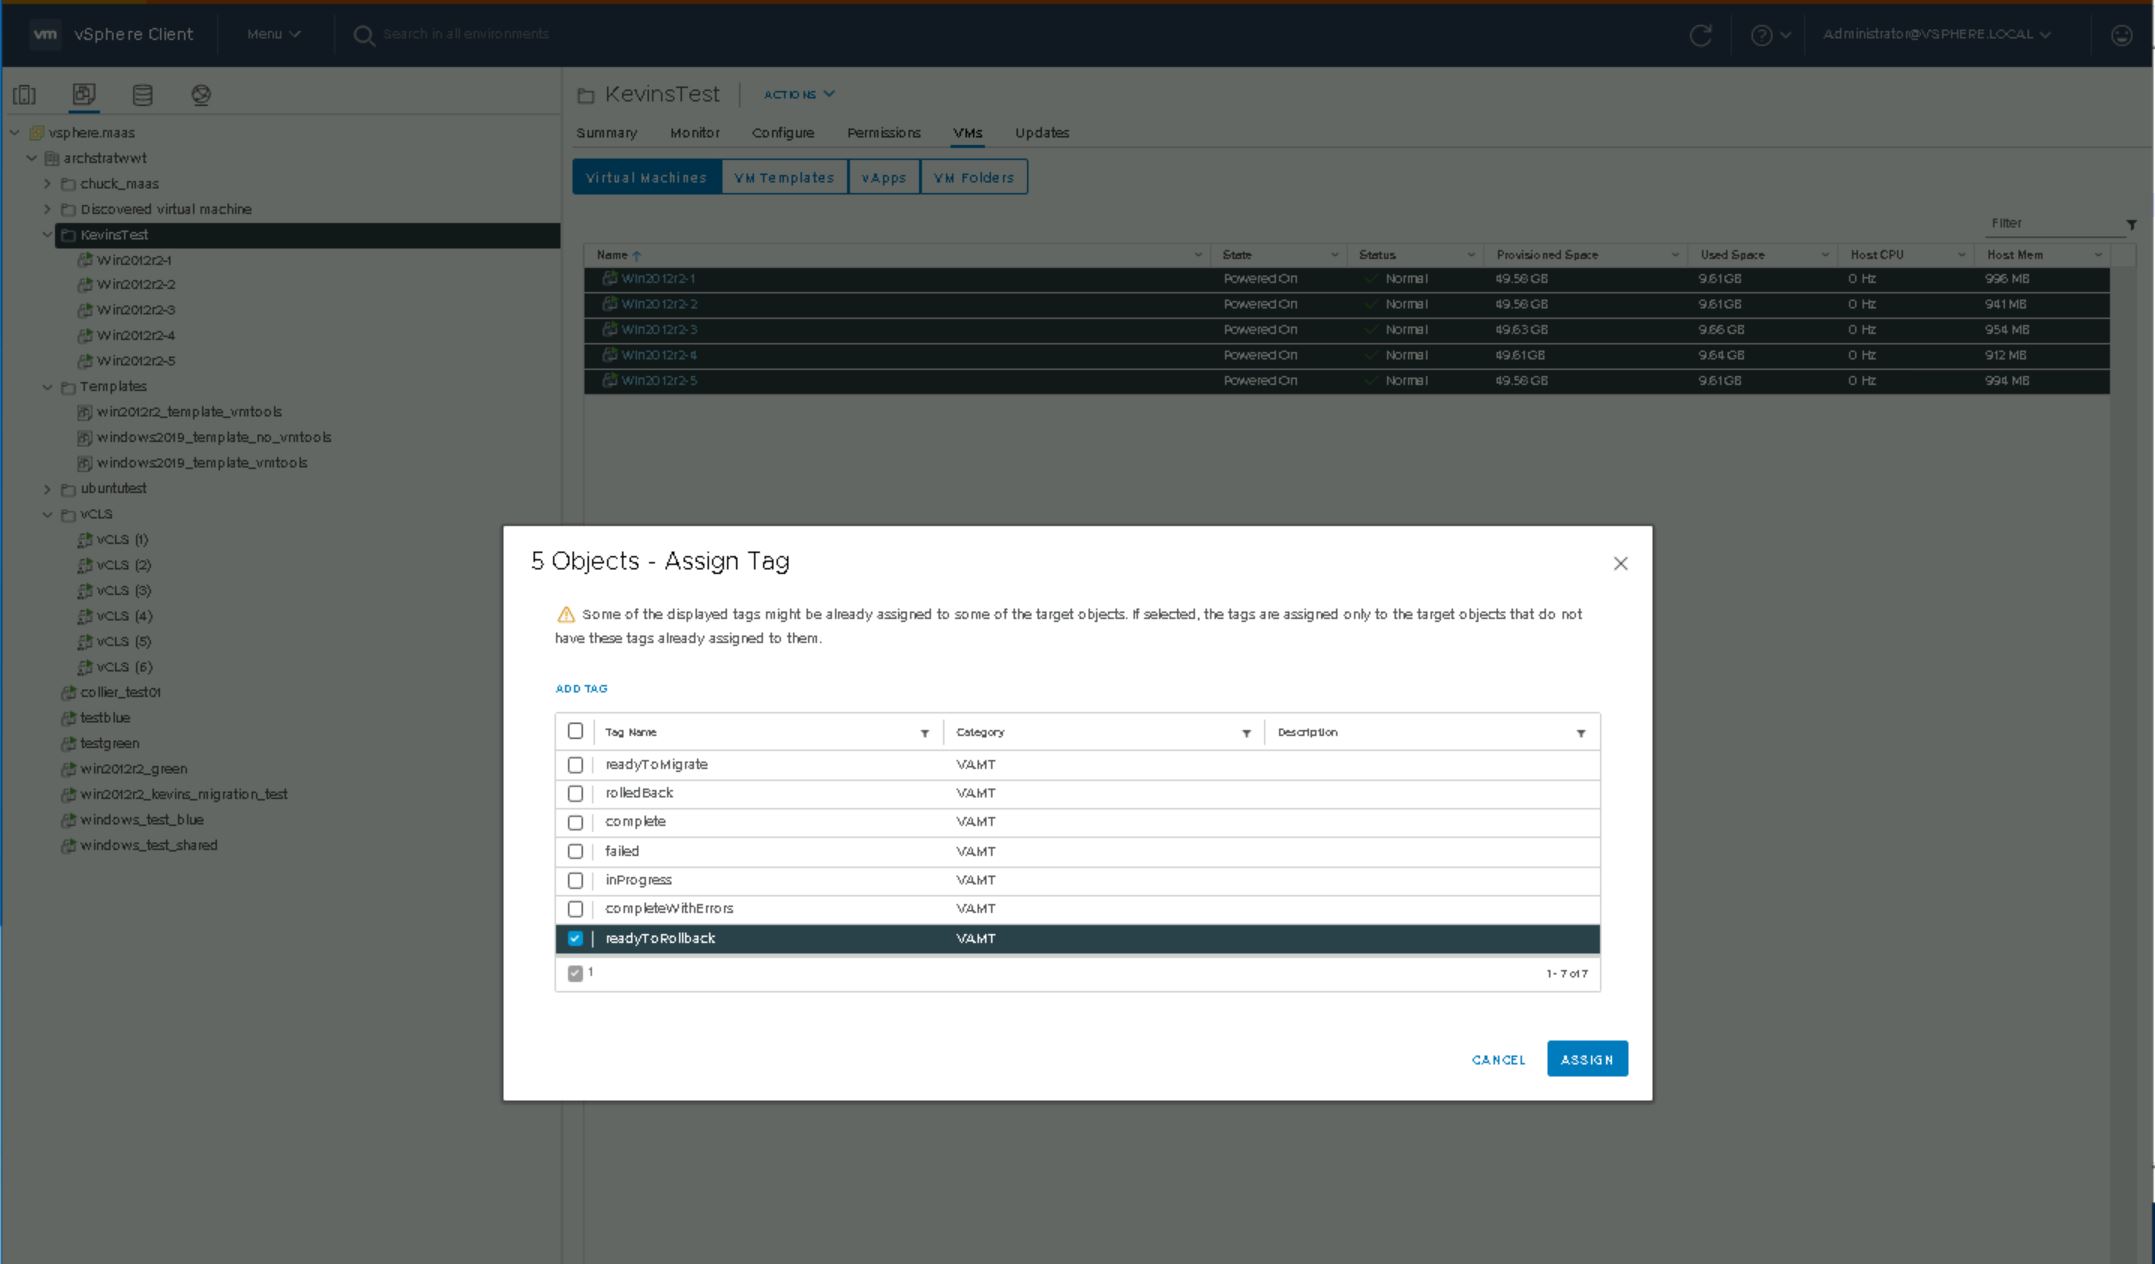 vm vSphere Client Menu Search in all environments Administrator@VSPHERE.LOCAL
vsphere.maas
archstratwwt
chuck_maas
Discovered virtual machine
KevinsTest
Win2012r2-1
Win2012r2-2
Win2012r2-3
Win2012r2-4
Win2012r2-5
Templates
win2012r2_template_vmtools
windows2019_template_no_vmtools
windows2019_template_vmtools
ubuntutest
vCLS
vCLS (1)
vCLS (2)
vCLS (3)
vCLS (4)
vCLS (5)
vCLS (6)
collier_test01
testblue
testgreen
win2012r2_green
win2012r2_kevins_migration_test
windows_test_blue
windows_test_shared
KevinsTest ACTIONS
Summary Monitor Configure Permissions VMs Updates
Virtual Machines VM Templates vApps VM Folders
Filter
Name State Status Provisioned Space Used Space Host CPU Host Mem
Win2012r2-1 Powered On Normal 49.58 GB 9.61 GB 0 Hz 996 MB
Win2012r2-2 Powered On Normal 49.58 GB 9.61 GB 0 Hz 941 MB
Win2012r2-3 Powered On Normal 49.63 GB 9.66 GB 0 Hz 954 MB
Win2012r2-4 Powered On Normal 49.61 GB 9.64 GB 0 Hz 912 MB
Win2012r2-5 Powered On Normal 49.58 GB 9.61 GB 0 Hz 994 MB
5 Objects - Assign Tag
Some of the displayed tags might be already assigned to some of the target objects. If selected, the tags are assigned only to the target objects that do not
have these tags already assigned to them.
ADD TAG
Tag Name Category Description
readyToMigrate VAMT
rolledBack VAMT
complete VAMT
failed VAMT
inProgress VAMT
completeWithErrors VAMT
readyToRollback VAMT
1 1 - 7 of 7
CANCEL ASSIGN